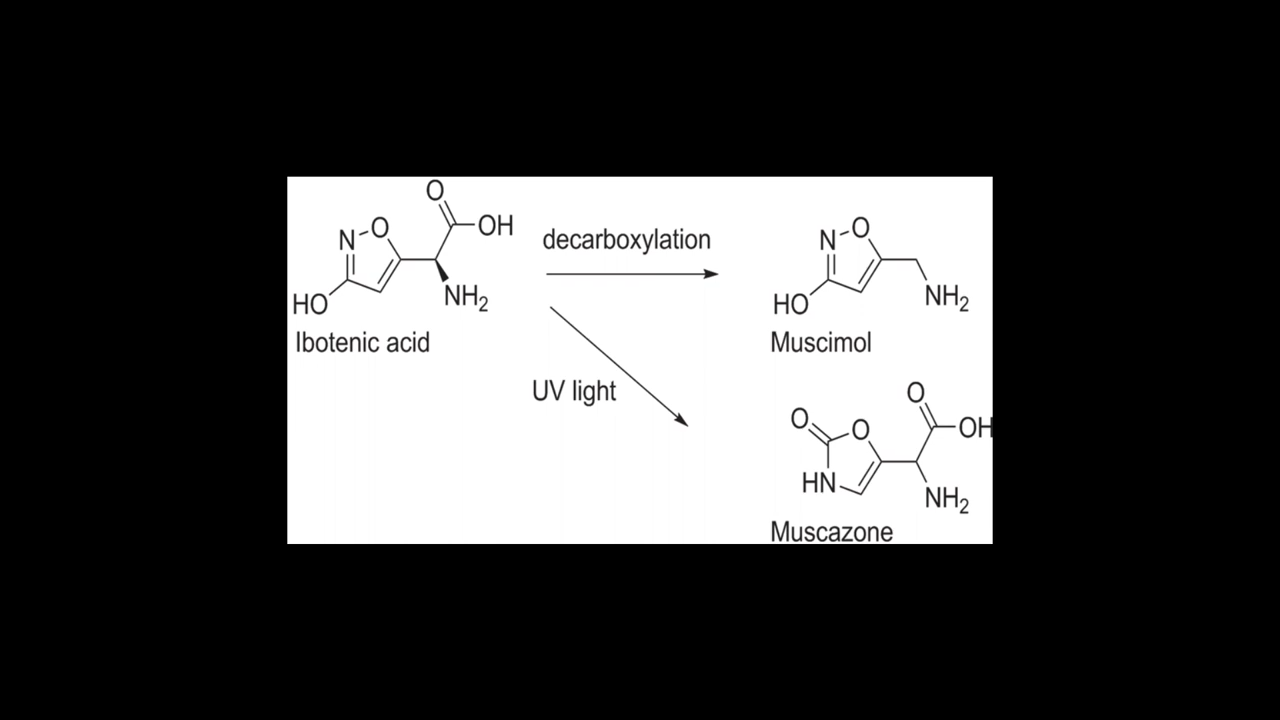 O
N
O
OH
decarboxylation
HO
NH2
Ibotenic acid
N
O
HO
NH2
Muscimol
UV light
O
O
O
OH
HN
NH2
Muscazone